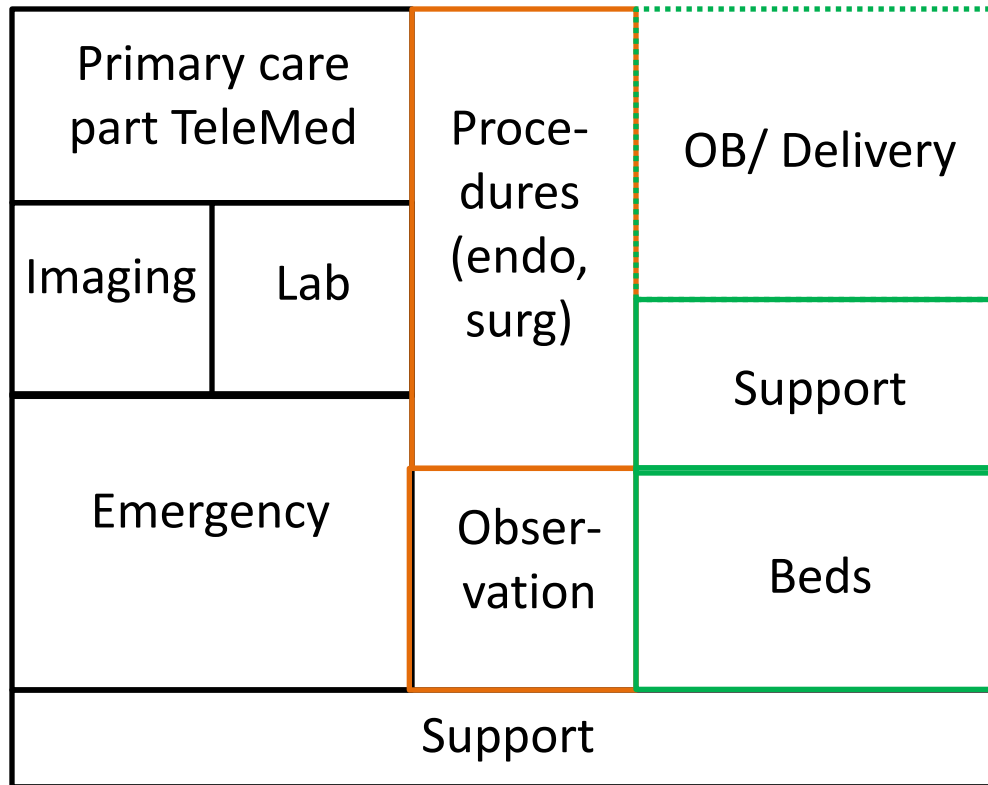 Primary care
part TeleMed
Proce-
dures
(endo,
surg)
OB/ Delivery
Imaging
Lab
Support
Emergency
Obser-
vation
Beds
Support